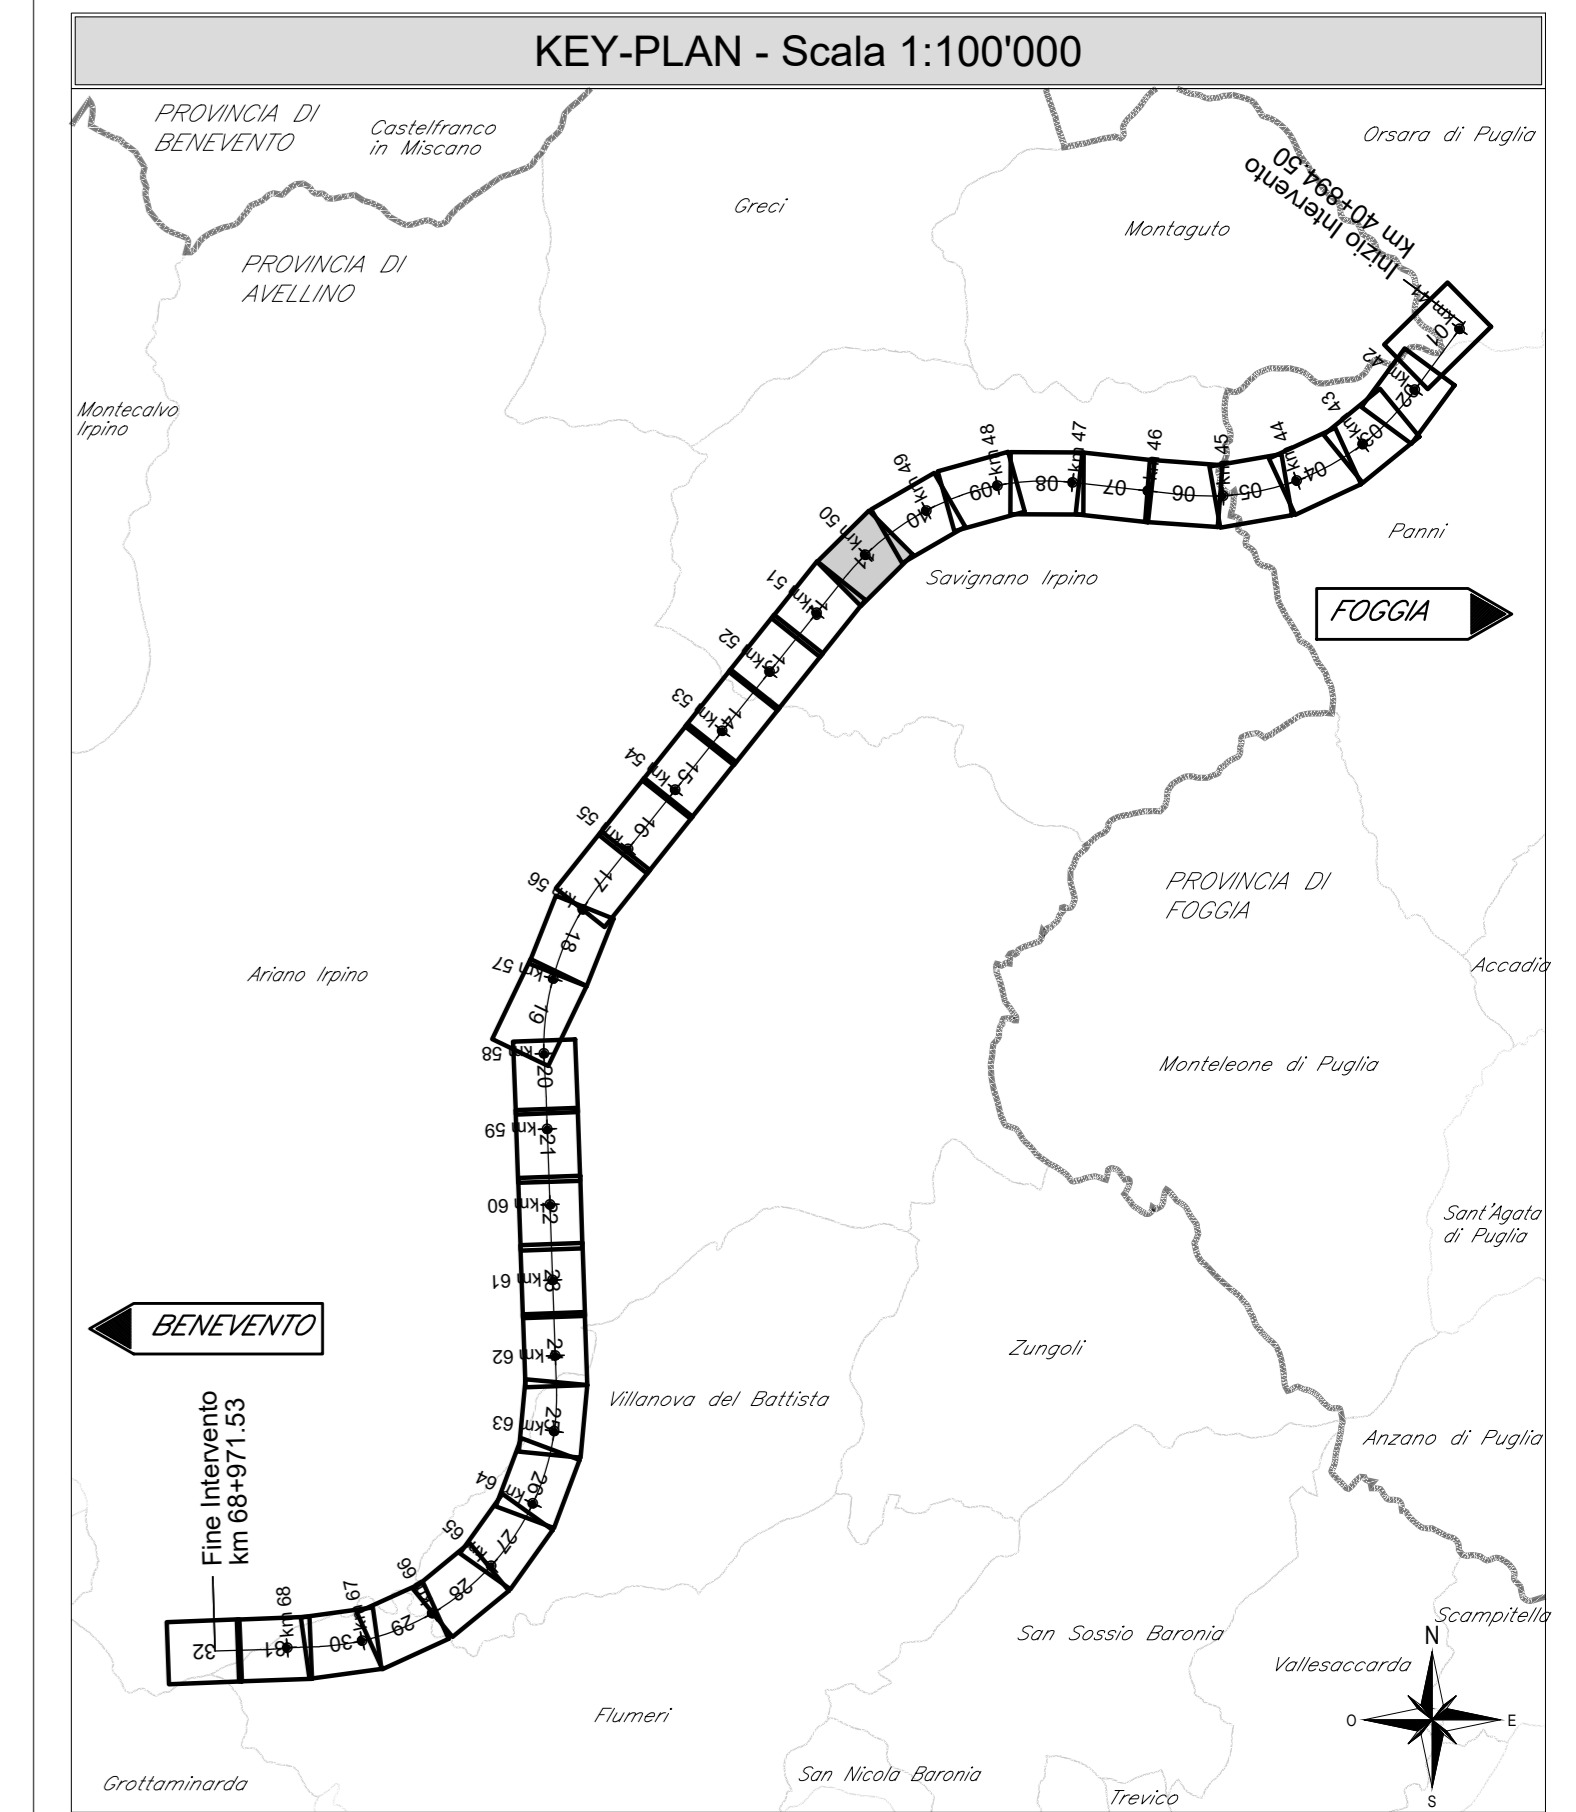 KEY-PLAN - Scala 1:100'000
PROVINCIA DI
BENEVENTO
Castelfranco
in Miscano
Orsara di Puglia
Greci
Montaguto
Inizio Intervento
km 40+894.50
PROVINCIA DI
AVELLINO
Montecalvo
Irpino
km 41
01
km 42
02
km 43
03
km 44
04
km 45
05
km 46
06
km 47
07
km 48
08
km 49
09
km 50
10
Panni
Savignano Irpino
FOGGIA
11
km 51
12
km 52
13
km 53
14
km 54
15
km 55
16
km 56
17
18
km 57
19
km 58
20
km 59
21
km 60
22
km 61
23
km 62
24
km 63
25
km 64
26
km 65
27
km 66
28
29
km 67
30
km 68
31
32
PROVINCIA DI
FOGGIA
Accadia
Ariano Irpino
Monteleone di Puglia
Sant'Agata
di Puglia
BENEVENTO
Zungoli
Villanova del Battista
Anzano di Puglia
Fine Intervento
km 68+971.53
Scampitella
San Sossio Baronia
Vallesaccarda
Flumeri
San Nicola Baronia
Grottaminarda
Trevico
N
O
E
S